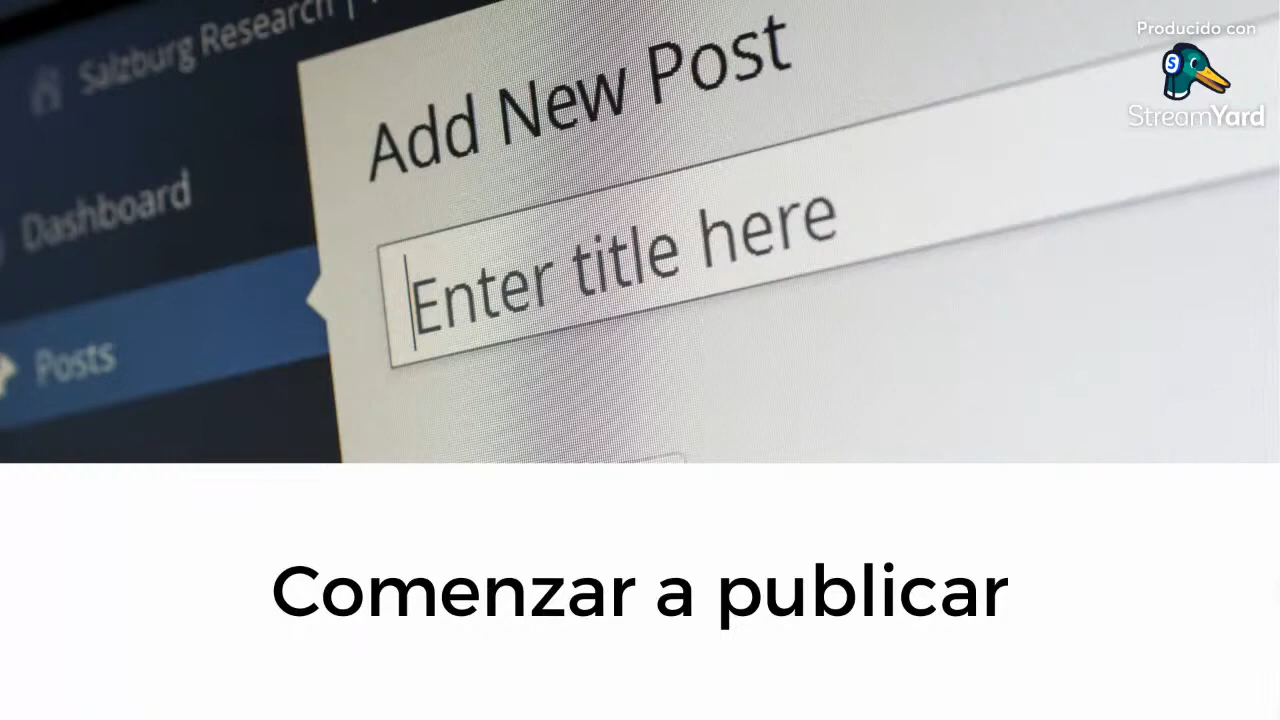 Salzburg Research |
Producido con
StreamYard
Add New Post
Dashboard
Enter title here
Posts
Comenzar a publicar